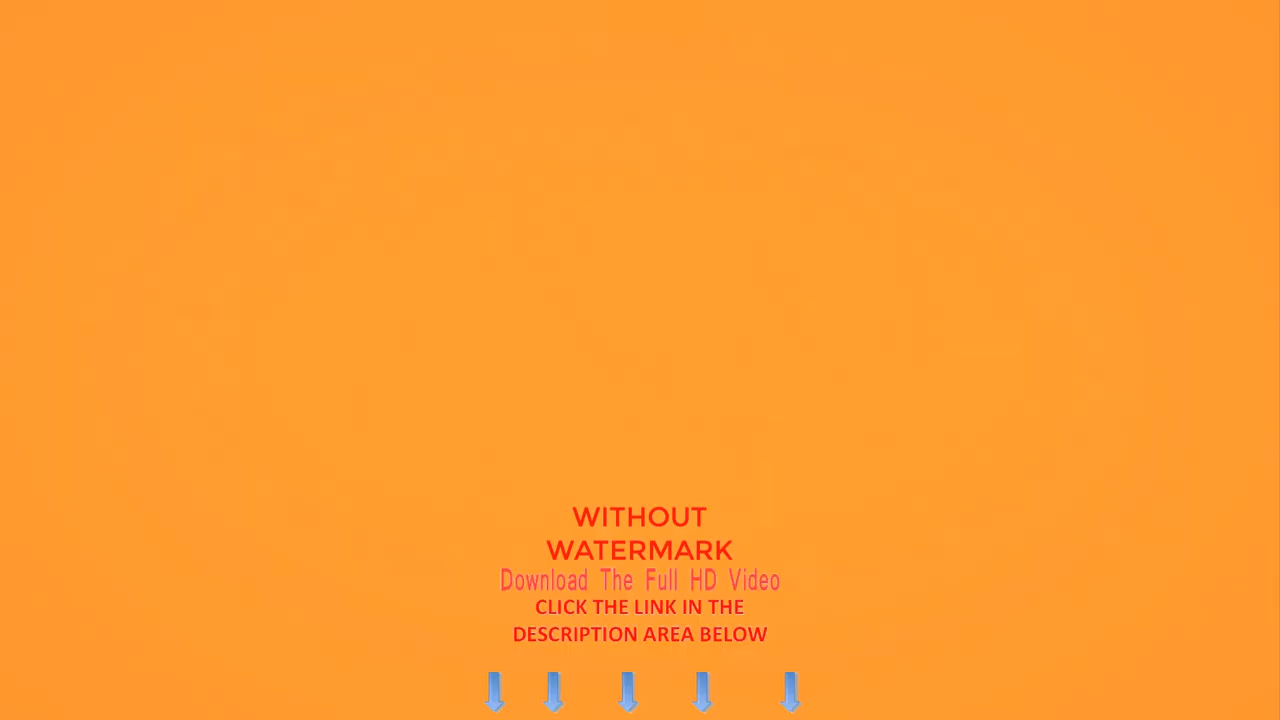 WITHOUT
WATERMARK
Download The Full HD Video
CLICK THE LINK IN THE
DESCRIPTION AREA BELOW